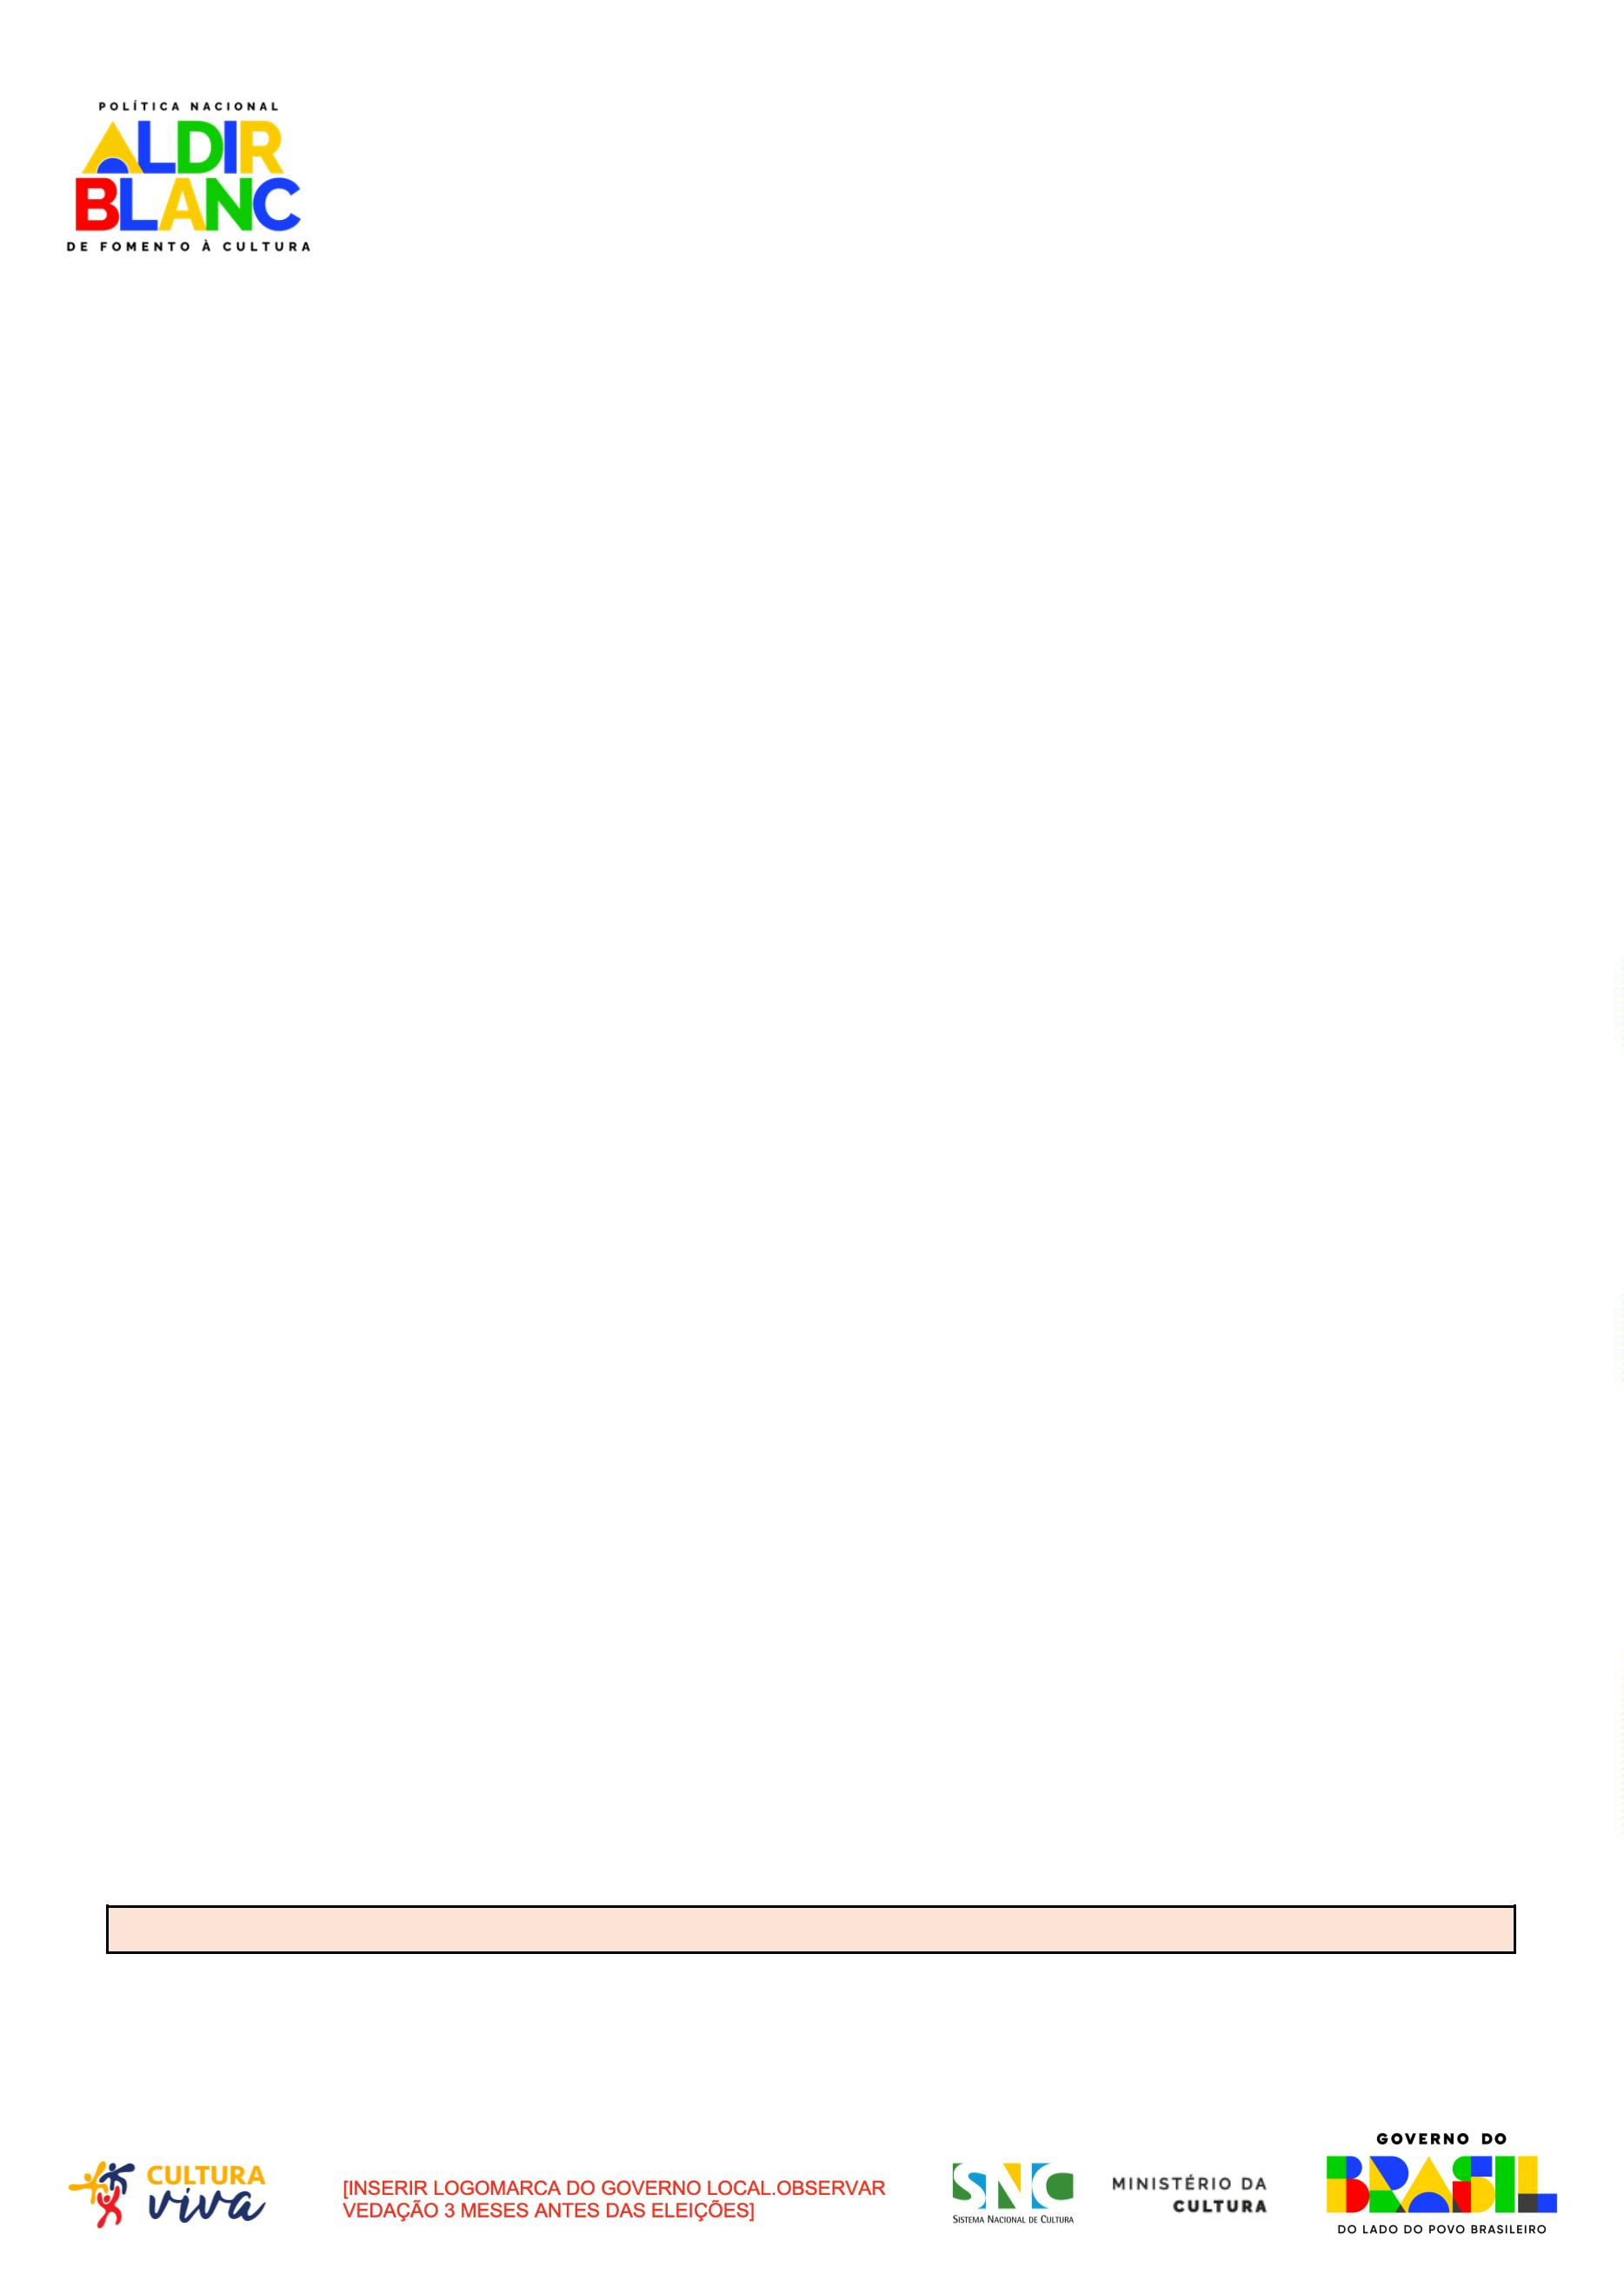 POLÍTICA NACIONAL
ALDIR
BLANC
DE FOMENTO À CULTURA
CULTURA
viva
[INSERIR LOGOMARCA DO GOVERNO LOCAL.OBSERVAR
VEDAÇÃO 3 MESES ANTES DAS ELEIÇÕES]
SNC
SISTEMA NACIONAL DE CULTURA
MINISTÉRIO DA
CULTURA
GOVERNO DO
BRASIL
DO LADO DO POVO BRASILEIRO